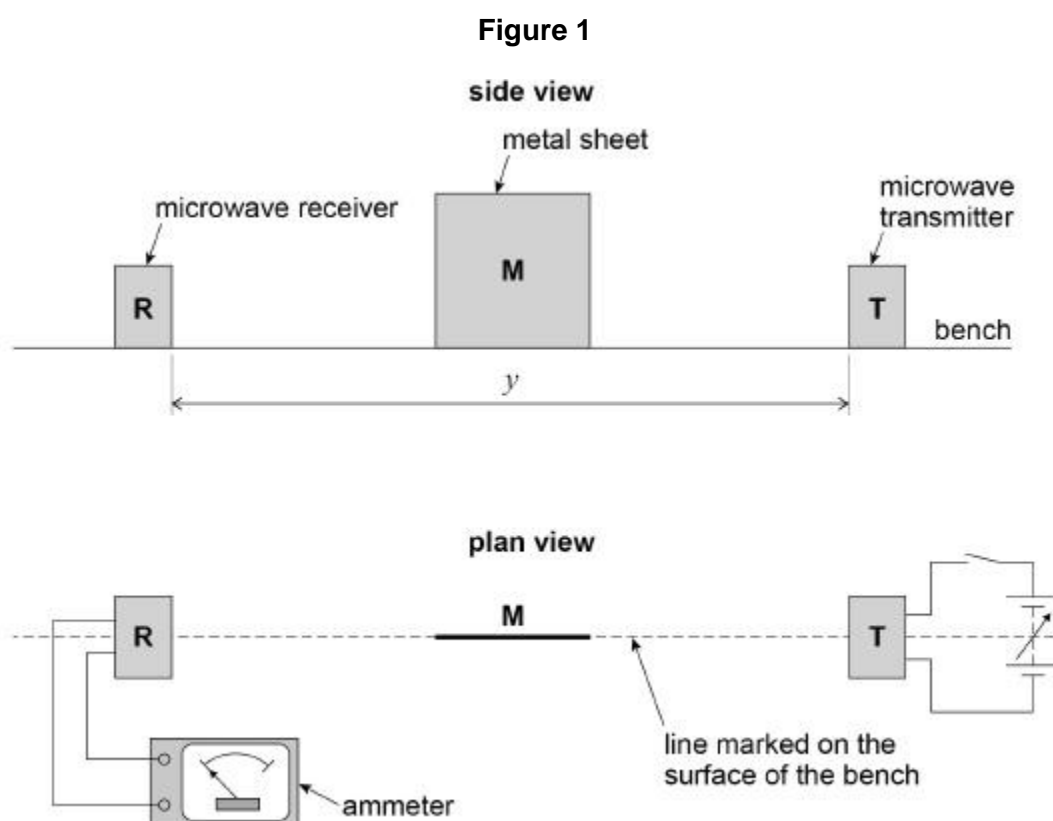 Figure 1
side view
metal sheet
microwave receiver
microwave
transmitter
R
M
T
bench
y
plan view
R
M
T
line marked on the
surface of the bench
ammeter